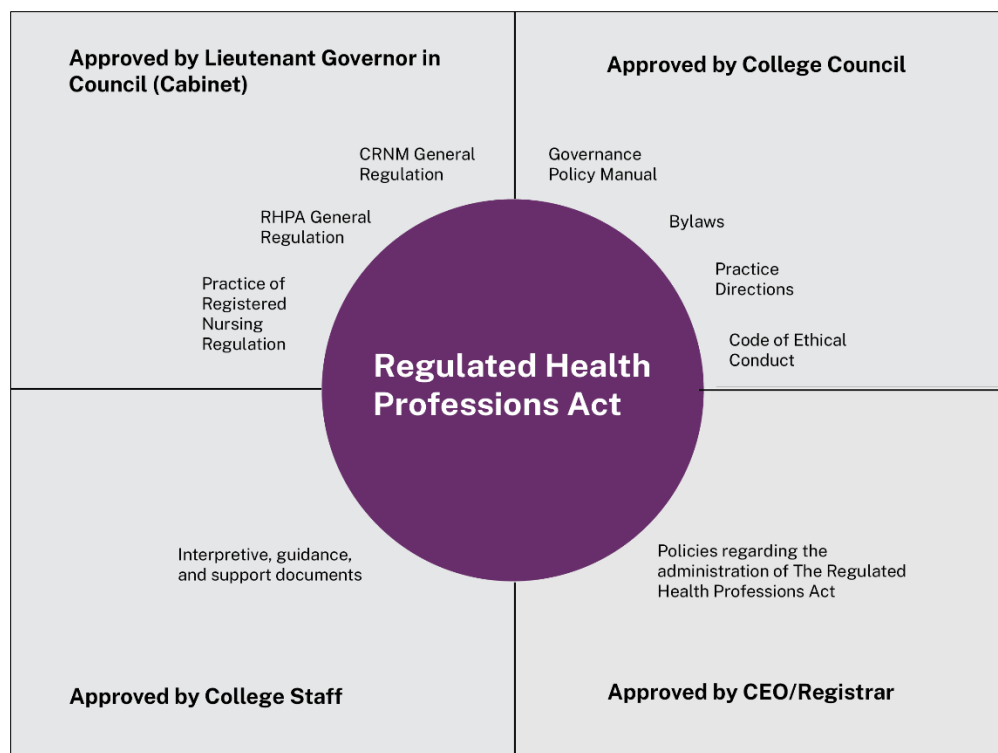 Approved by Lieutenant Governor in
Council (Cabinet)
CRNM General
Regulation
RHPA General
Regulation
Practice of
Registered
Nursing
Regulation
Approved by College Council
Governance
Policy Manual
Bylaws
Practice
Directions
Code of Ethical
Conduct
Regulated Health
Professions Act
Interpretive, guidance,
and support documents
Approved by College Staff
Policies regarding the
administration of The Regulated
Health Professions Act
Approved by CEO/Registrar